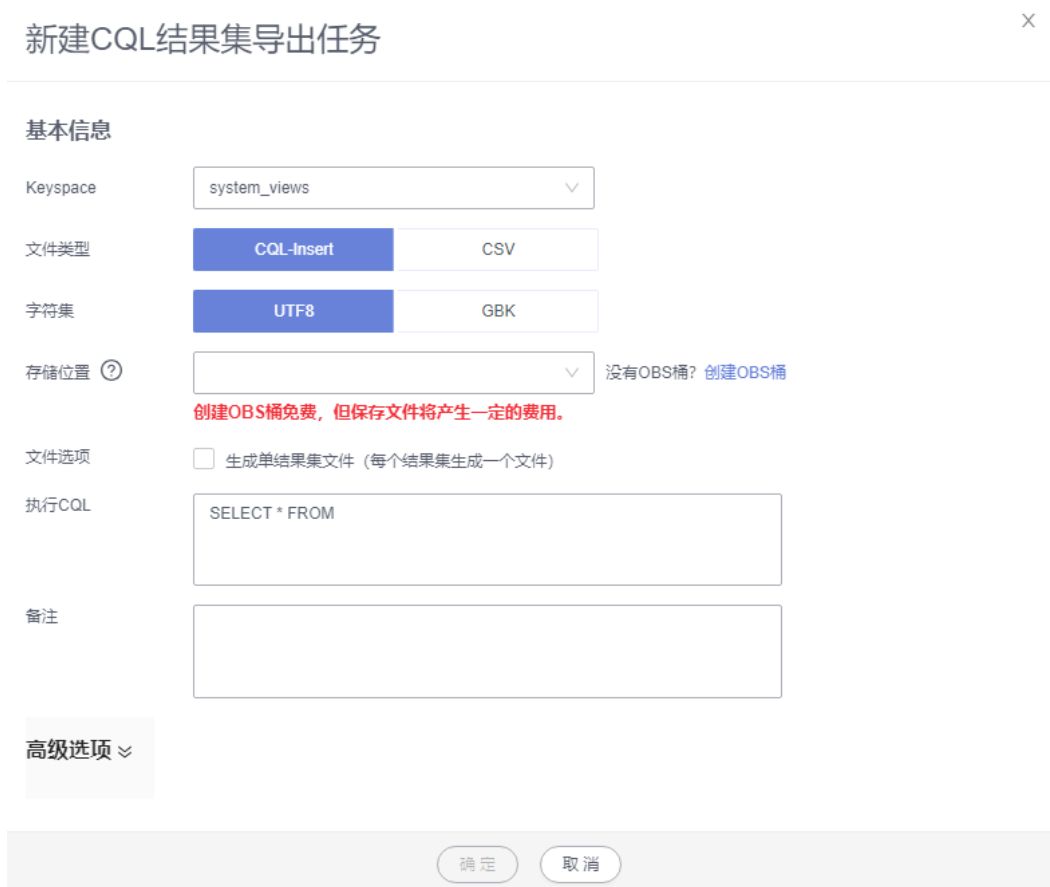 新建CQL结果集导出任务
基本信息
Keyspace system_views
文件类型 CQL-Insert CSV
字符集 UTF8 GBK
存储位置 ? 没有OBS桶? 创建OBS桶
创建OBS桶免费，但保存文件将产生一定的费用。
文件选项 生成单结果集文件（每个结果集生成一个文件）
执行CQL SELECT * FROM
备注
高级选项
确定 取消